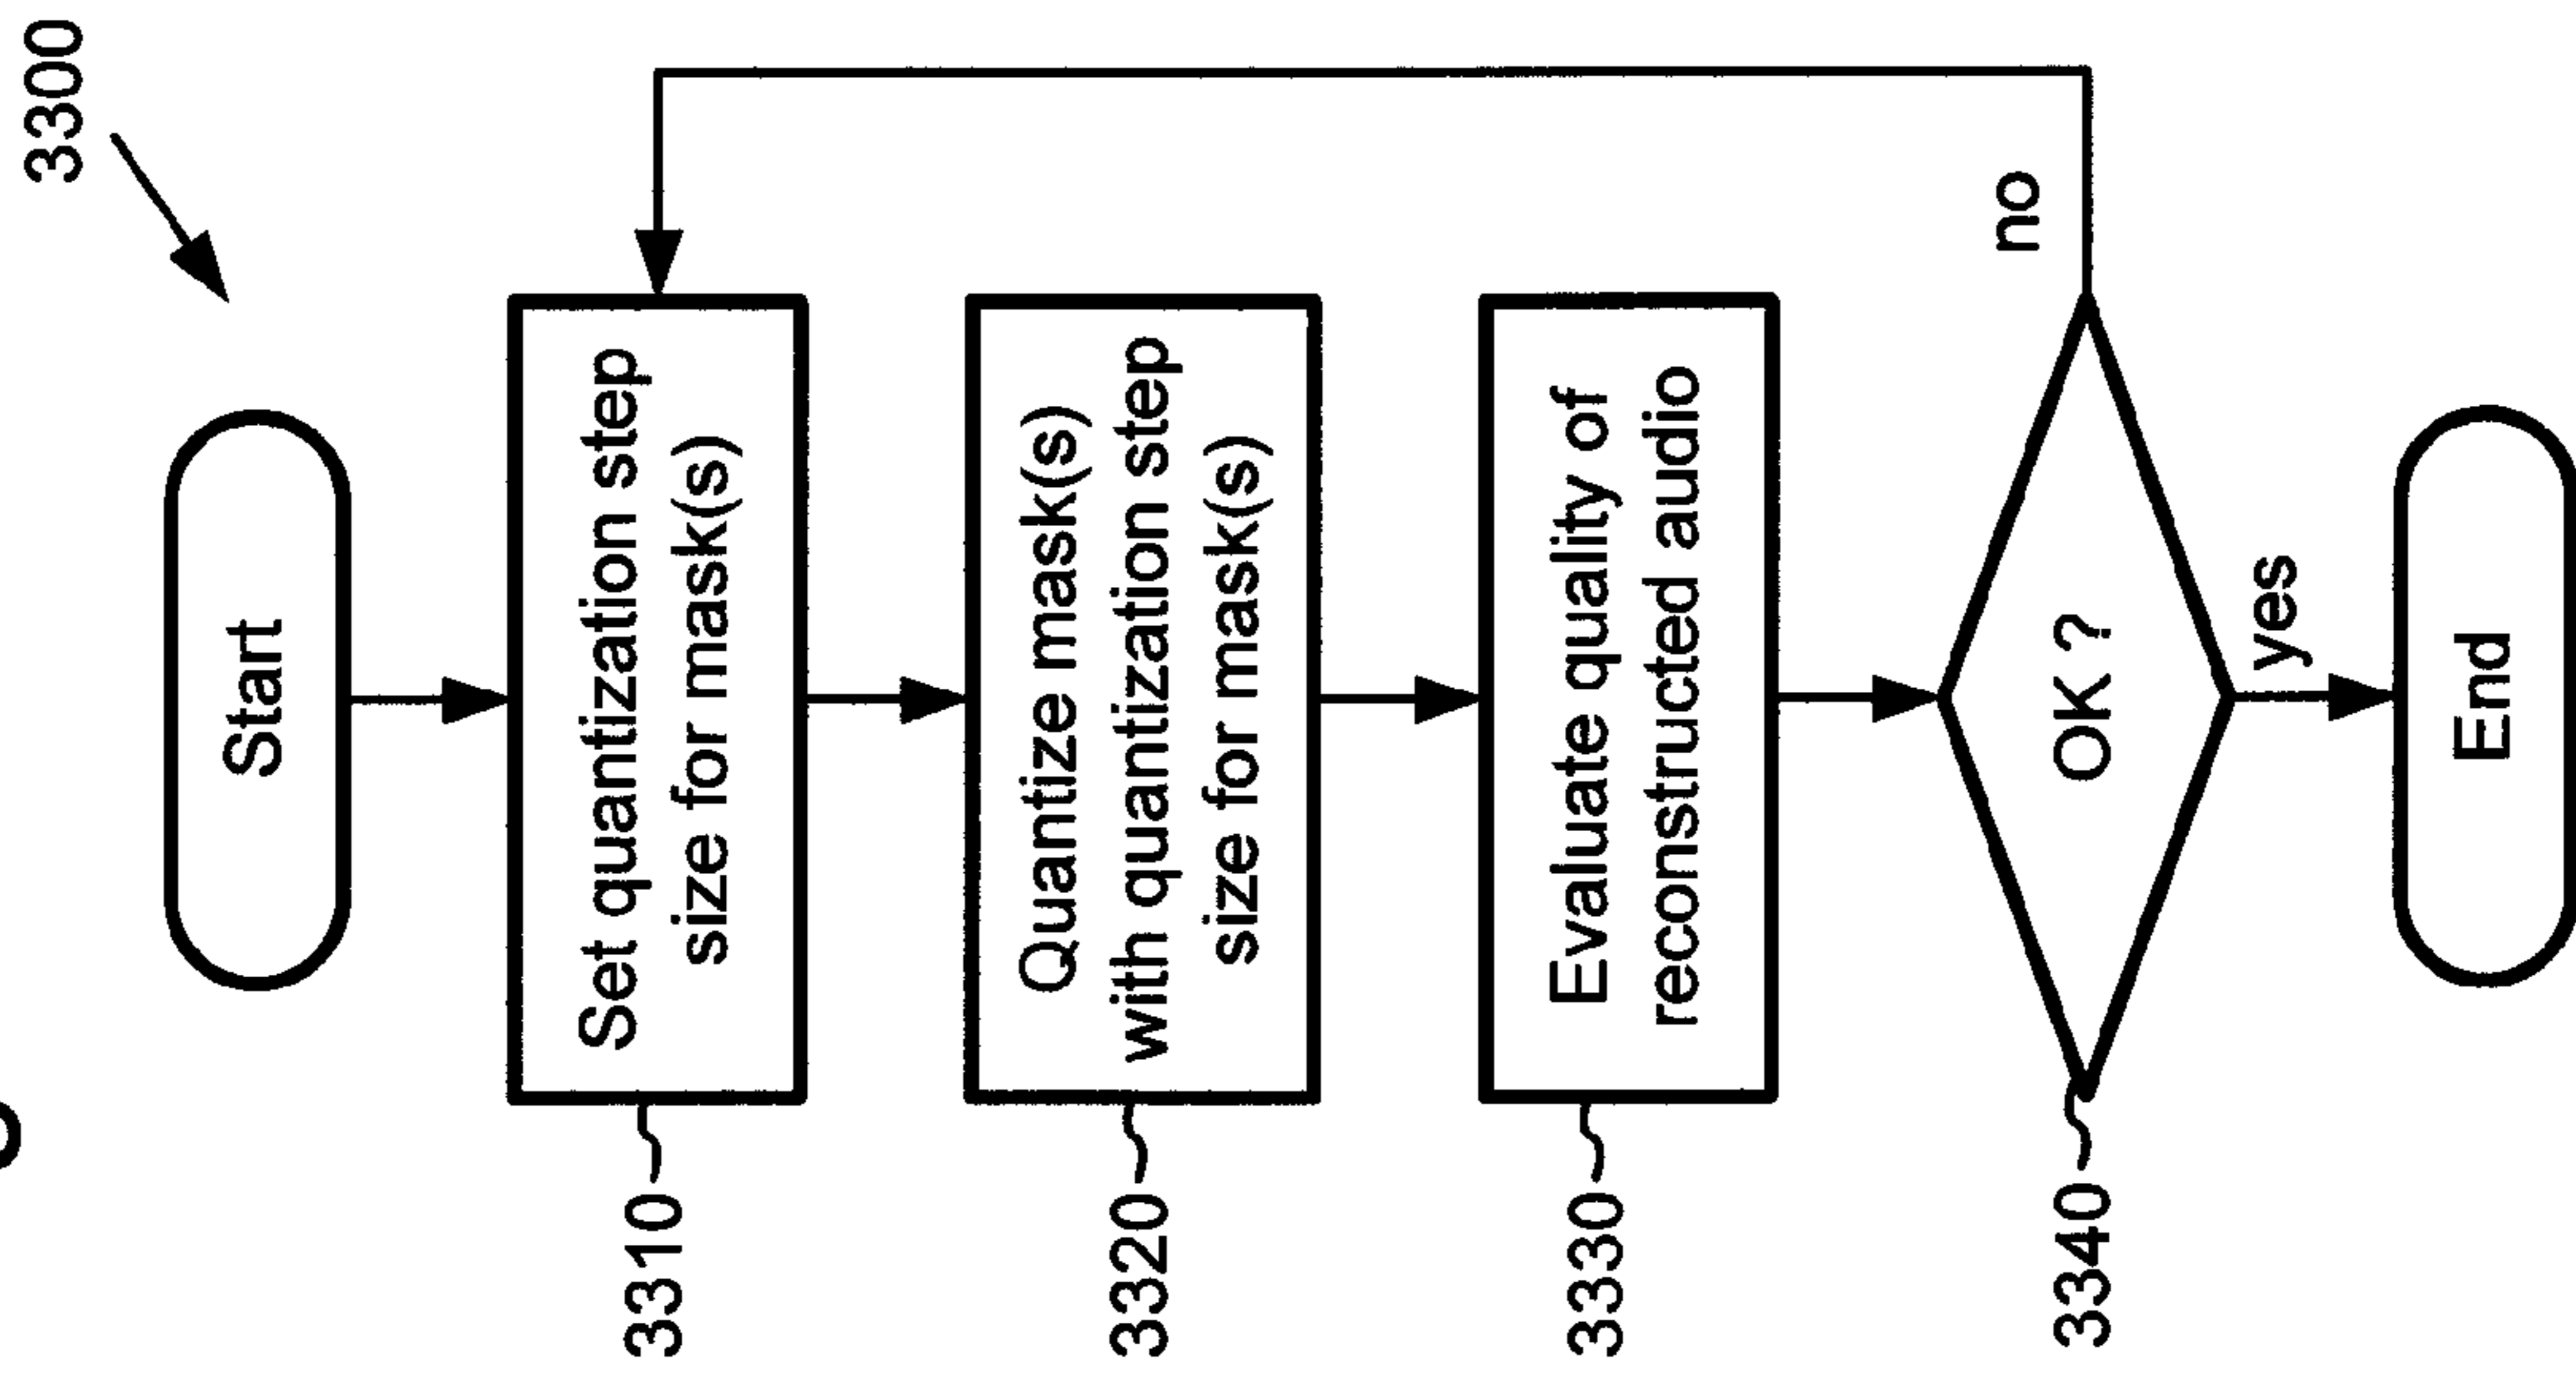 3300
Start
3310
Set quantization step
size for mask(s)
3320
Quantize mask(s)
with quantization step
size for mask(s)
3330
Evaluate quality of
reconstructed audio
3340
OK ?
no
yes
End